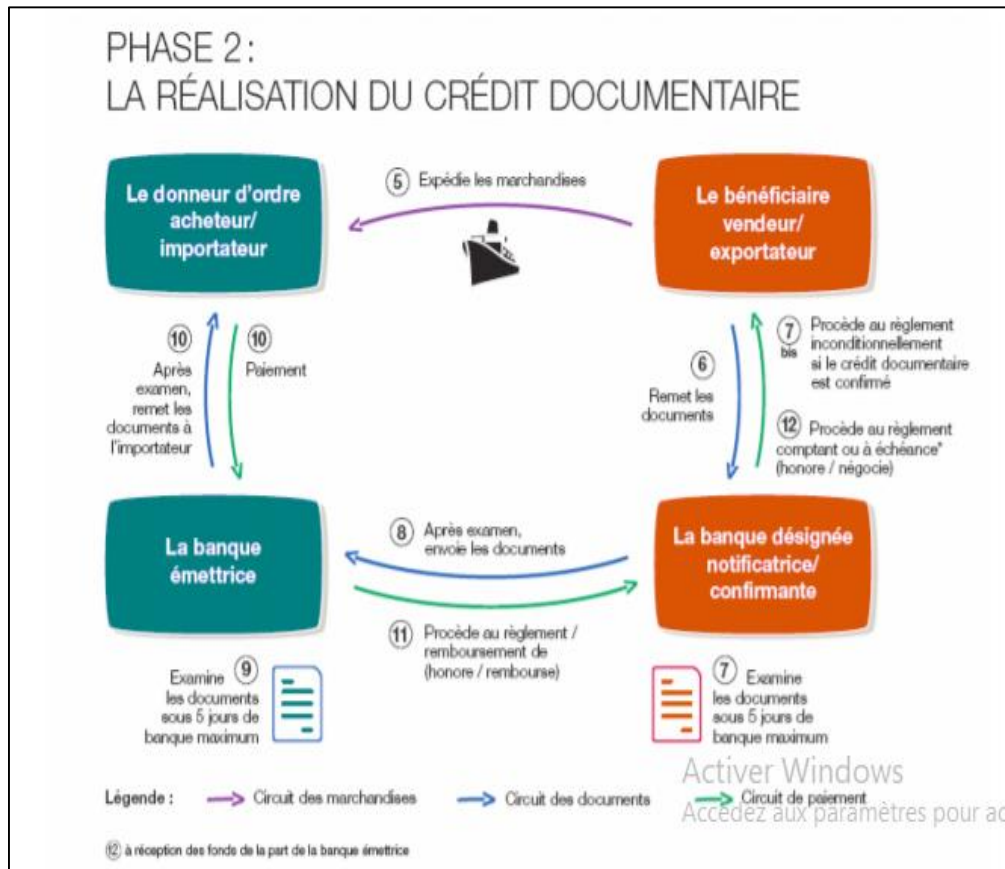 PHASE 2 :
LA RÉALISATION DU CRÉDIT DOCUMENTAIRE
Le donneur d'ordre
acheteur/
importateur
5 Expédie les marchandises
Le bénéficiaire
vendeur/
exportateur
10
Après
examen,
remet les
documents à
l'importateur
10
Paiement
6
Remet les
documents
7 bis Procède au règlement
inconditionnellement
si le crédit documentaire
est confirmé
12 Procède au règlement
comptant ou à échéance*
(honore / négocie)
La banque
émettrice
8 Après examen,
envoie les documents
La banque désignée
notificatrice/
confirmante
11 Procède au règlement /
remboursement de
(honore / rembourse)
Examine 9
les documents
sous 5 jours de
banque maximum
7 Examine
les documents
sous 5 jours de
banque maximum
Activer Windows
Légende : Circuit des marchandises Circuit des documents Circuit de paiement
Accédez aux paramètres pour ac
12 à réception des fonds de la part de la banque émettrice